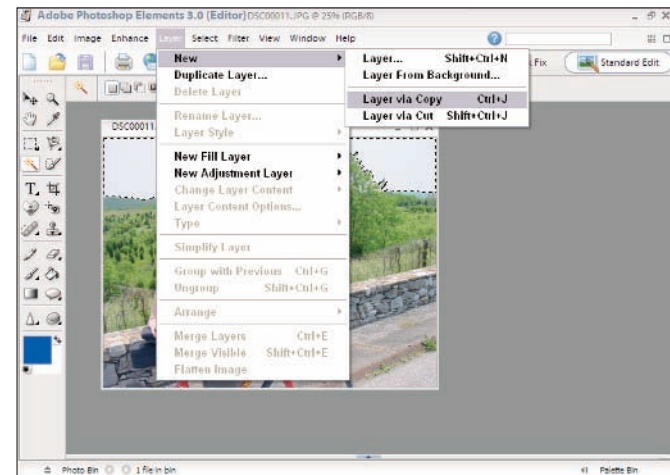 Adobe Photoshop Elements 3.0 (Editor) DSC00011.JPG @ 25% (RGB/8)
File Edit Image Enhance Layer Select Filter View Window Help
Fix Standard Edit
New
Duplicate Layer...
Delete Layer
Rename Layer...
Layer Style
New Fill Layer
New Adjustment Layer
Change Layer Content
Layer Content Options...
Type
Simplify Layer
Group with Previous Ctrl+G
Ungroup Shift+Ctrl+G
Arrange
Merge Layers Ctrl+E
Merge Visible Shift+Ctrl+E
Flatten Image
Layer... Shift+Ctrl+N
Layer From Background...
Layer via Copy Ctrl+J
Layer via Cut Shift+Ctrl+J
DSC00011.
T
Photo Bin 1 file in bin Palette Bin